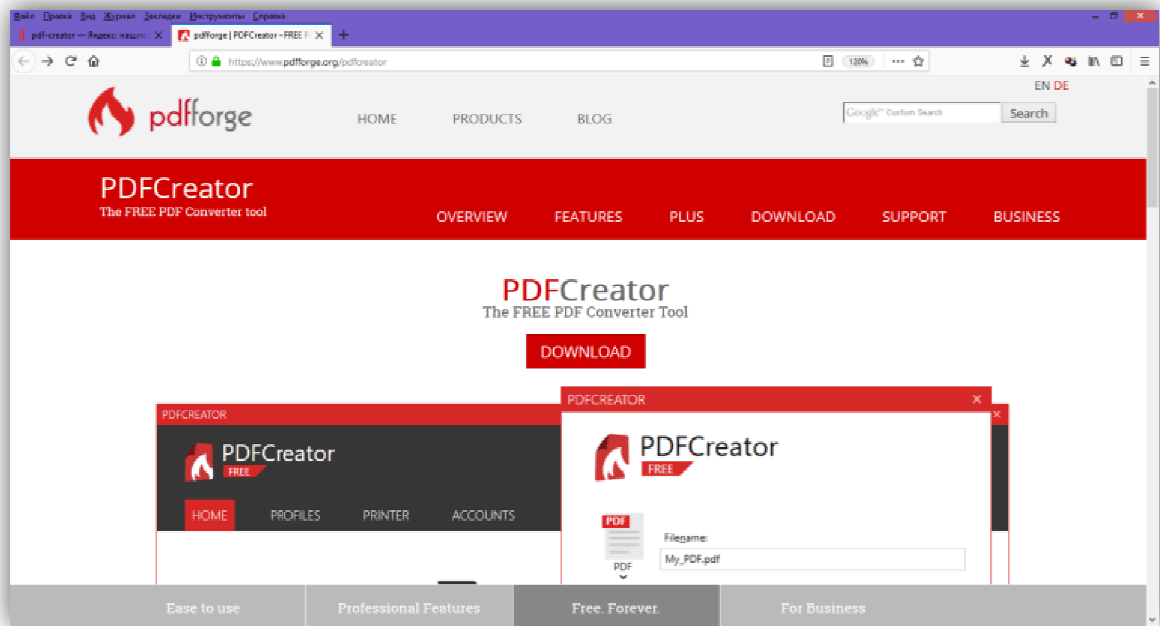 Файл Правка Вид Журнал Закладки Инструменты Справка
pdf-creator — Яндекс: нашло
pdfforge | PDFCreator – FREE P
https://www.pdfforge.org/pdfcreator
120%
EN DE
pdfforge
HOME PRODUCTS BLOG
Google™ Custom Search
Search
PDFCreator
The FREE PDF Converter tool
OVERVIEW FEATURES PLUS DOWNLOAD SUPPORT BUSINESS
PDFCreator
The FREE PDF Converter Tool
DOWNLOAD
PDFCREATOR
PDFCreator
FREE
HOME PROFILES PRINTER ACCOUNTS
PDFCREATOR
PDFCreator
FREE
PDF
PDF
Filename:
My_PDF.pdf
Ease to use Professional Features Free. Forever. For Business